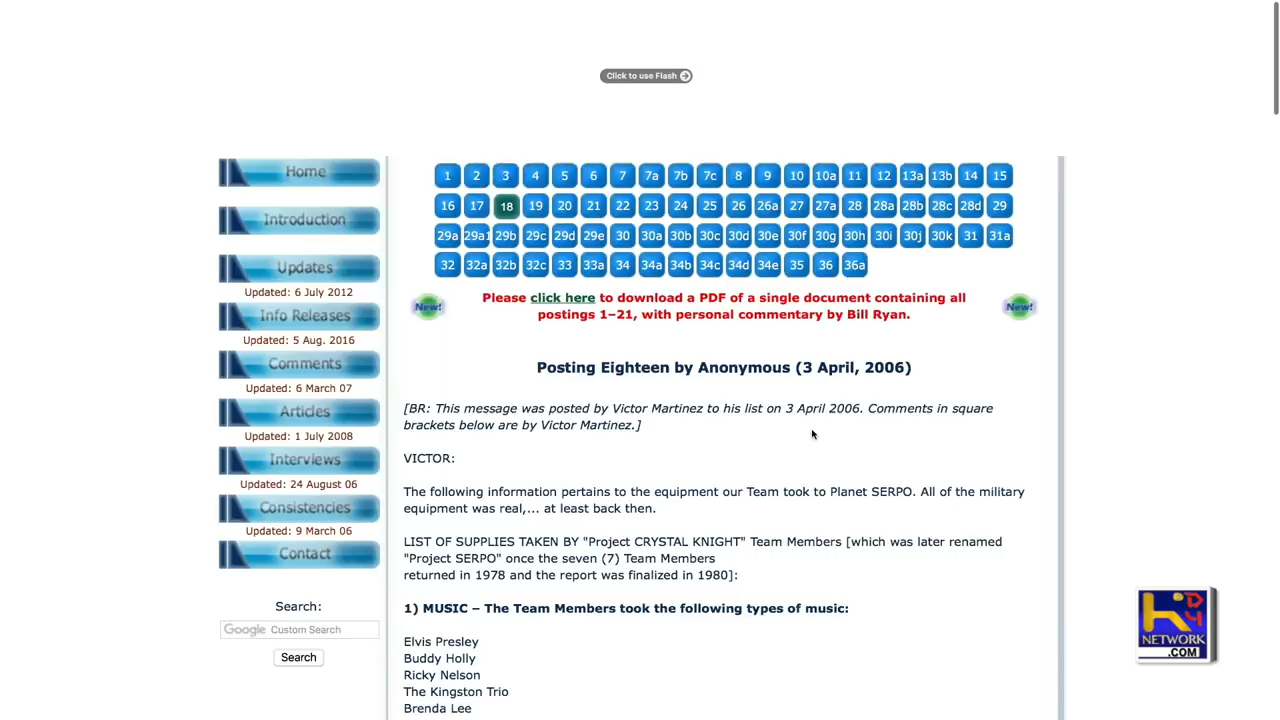 Click to use Flash
Home
Introduction
Updates
Updated: 6 July 2012
Info Releases
Updated: 5 Aug. 2016
Comments
Updated: 6 March 07
Articles
Updated: 1 July 2008
Interviews
Updated: 24 August 06
Consistencies
Updated: 9 March 06
Contact
Search:
Google Custom Search
Search
1 2 3 4 5 6 7 7a 7b 7c 8 9 10 10a 11 12 13a 13b 14 15
16 17 18 19 20 21 22 23 24 25 26 26a 27 27a 28 28a 28b 28c 28d 29
29a 29a1 29b 29c 29d 29e 30 30a 30b 30c 30d 30e 30f 30g 30h 30i 30j 30k 31 31a
32 32a 32b 32c 33 33a 34 34a 34b 34c 34d 34e 35 36 36a
New! Please click here to download a PDF of a single document containing all New!
postings 1–21, with personal commentary by Bill Ryan.
Posting Eighteen by Anonymous (3 April, 2006)
[BR: This message was posted by Victor Martinez to his list on 3 April 2006. Comments in square
brackets below are by Victor Martinez.]
VICTOR:
The following information pertains to the equipment our Team took to Planet SERPO. All of the military
equipment was real,... at least back then.
LIST OF SUPPLIES TAKEN BY "Project CRYSTAL KNIGHT" Team Members [which was later renamed
"Project SERPO" once the seven (7) Team Members
returned in 1978 and the report was finalized in 1980]:
1) MUSIC – The Team Members took the following types of music:
Elvis Presley
Buddy Holly
Ricky Nelson
The Kingston Trio
Brenda Lee
NETWORK
.COM